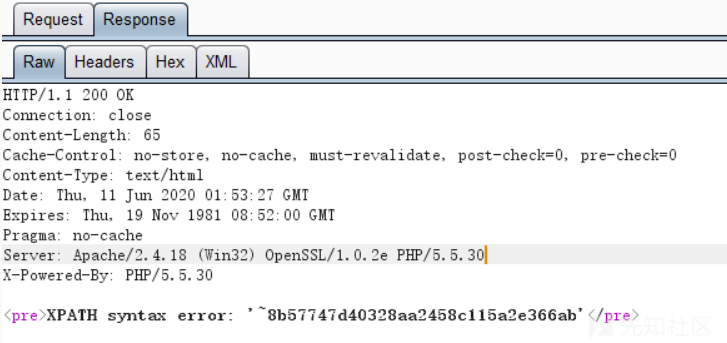 Request Response
Raw Headers Hex XML
HTTP/1.1 200 OK
Connection: close
Content-Length: 65
Cache-Control: no-store, no-cache, must-revalidate, post-check=0, pre-check=0
Content-Type: text/html
Date: Thu, 11 Jun 2020 01:53:27 GMT
Expires: Thu, 19 Nov 1981 08:52:00 GMT
Pragma: no-cache
Server: Apache/2.4.18 (Win32) OpenSSL/1.0.2e PHP/5.5.30
X-Powered-By: PHP/5.5.30
<pre>XPATH syntax error: '~8b57747d40328aa2458c115a2e366ab'</pre>
先知社区